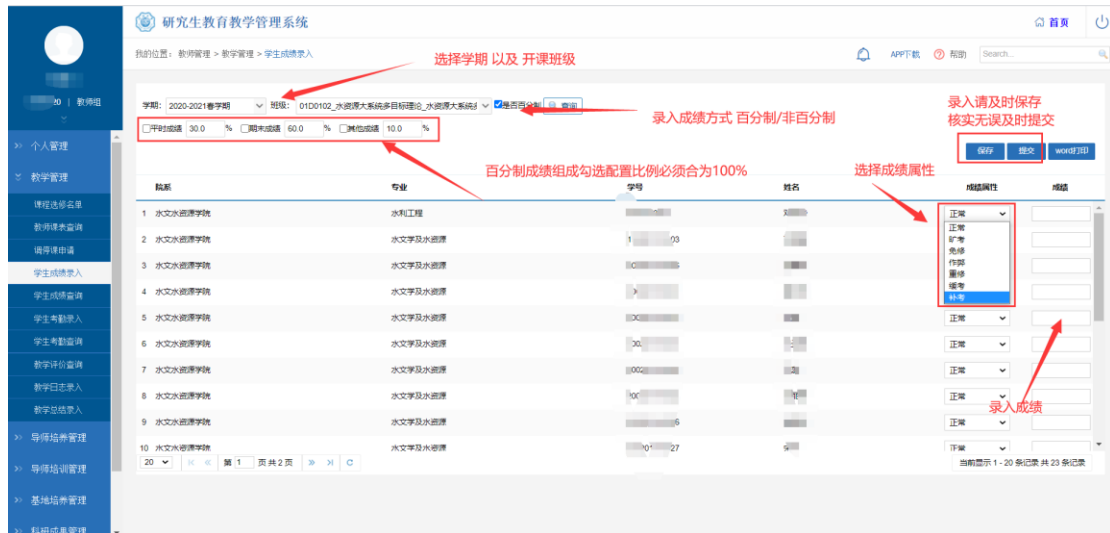 研究生教育教学管理系统
首页
我的位置： 教师管理 > 教学管理 > 学生成绩录入
APP下载
帮助
Search...
选择学期 以及 开课班级
教师组
学期： 2020-2021春学期 班级： 01D0102_水资源大系统多目标理论_水资源大系统多 是否百分制 查询
平时成绩 30.0 % 期末成绩 60.0 % 其他成绩 10.0 %
录入成绩方式 百分制/非百分制
录入请及时保存
核实无误及时提交
保存 提交 word打印
百分制成绩组成勾选配置比例必须合为100%
选择成绩属性
个人管理
教学管理
课程选修名单
教师课表查询
调停课申请
学生成绩录入
学生成绩查询
学生考勤录入
学生考勤查询
教学评价查询
教学日志录入
教学总结录入
导师培养管理
导师培训管理
基地培养管理
科研成果管理
院系 专业 学号 姓名 成绩属性 成绩
1 水文水资源学院 水利工程 正常
正常
旷考
免修
作弊
重修
缓考
补考
2 水文水资源学院 水文学及水资源
3 水文水资源学院 水文学及水资源
4 水文水资源学院 水文学及水资源
5 水文水资源学院 水文学及水资源 正常
6 水文水资源学院 水文学及水资源 正常
7 水文水资源学院 水文学及水资源 正常
8 水文水资源学院 水文学及水资源 正常
录入成绩
9 水文水资源学院 水文学及水资源 正常
10 水文水资源学院 水文学及水资源 正常
20 第 1 页共2页
当前显示 1 - 20 条记录 共 23 条记录